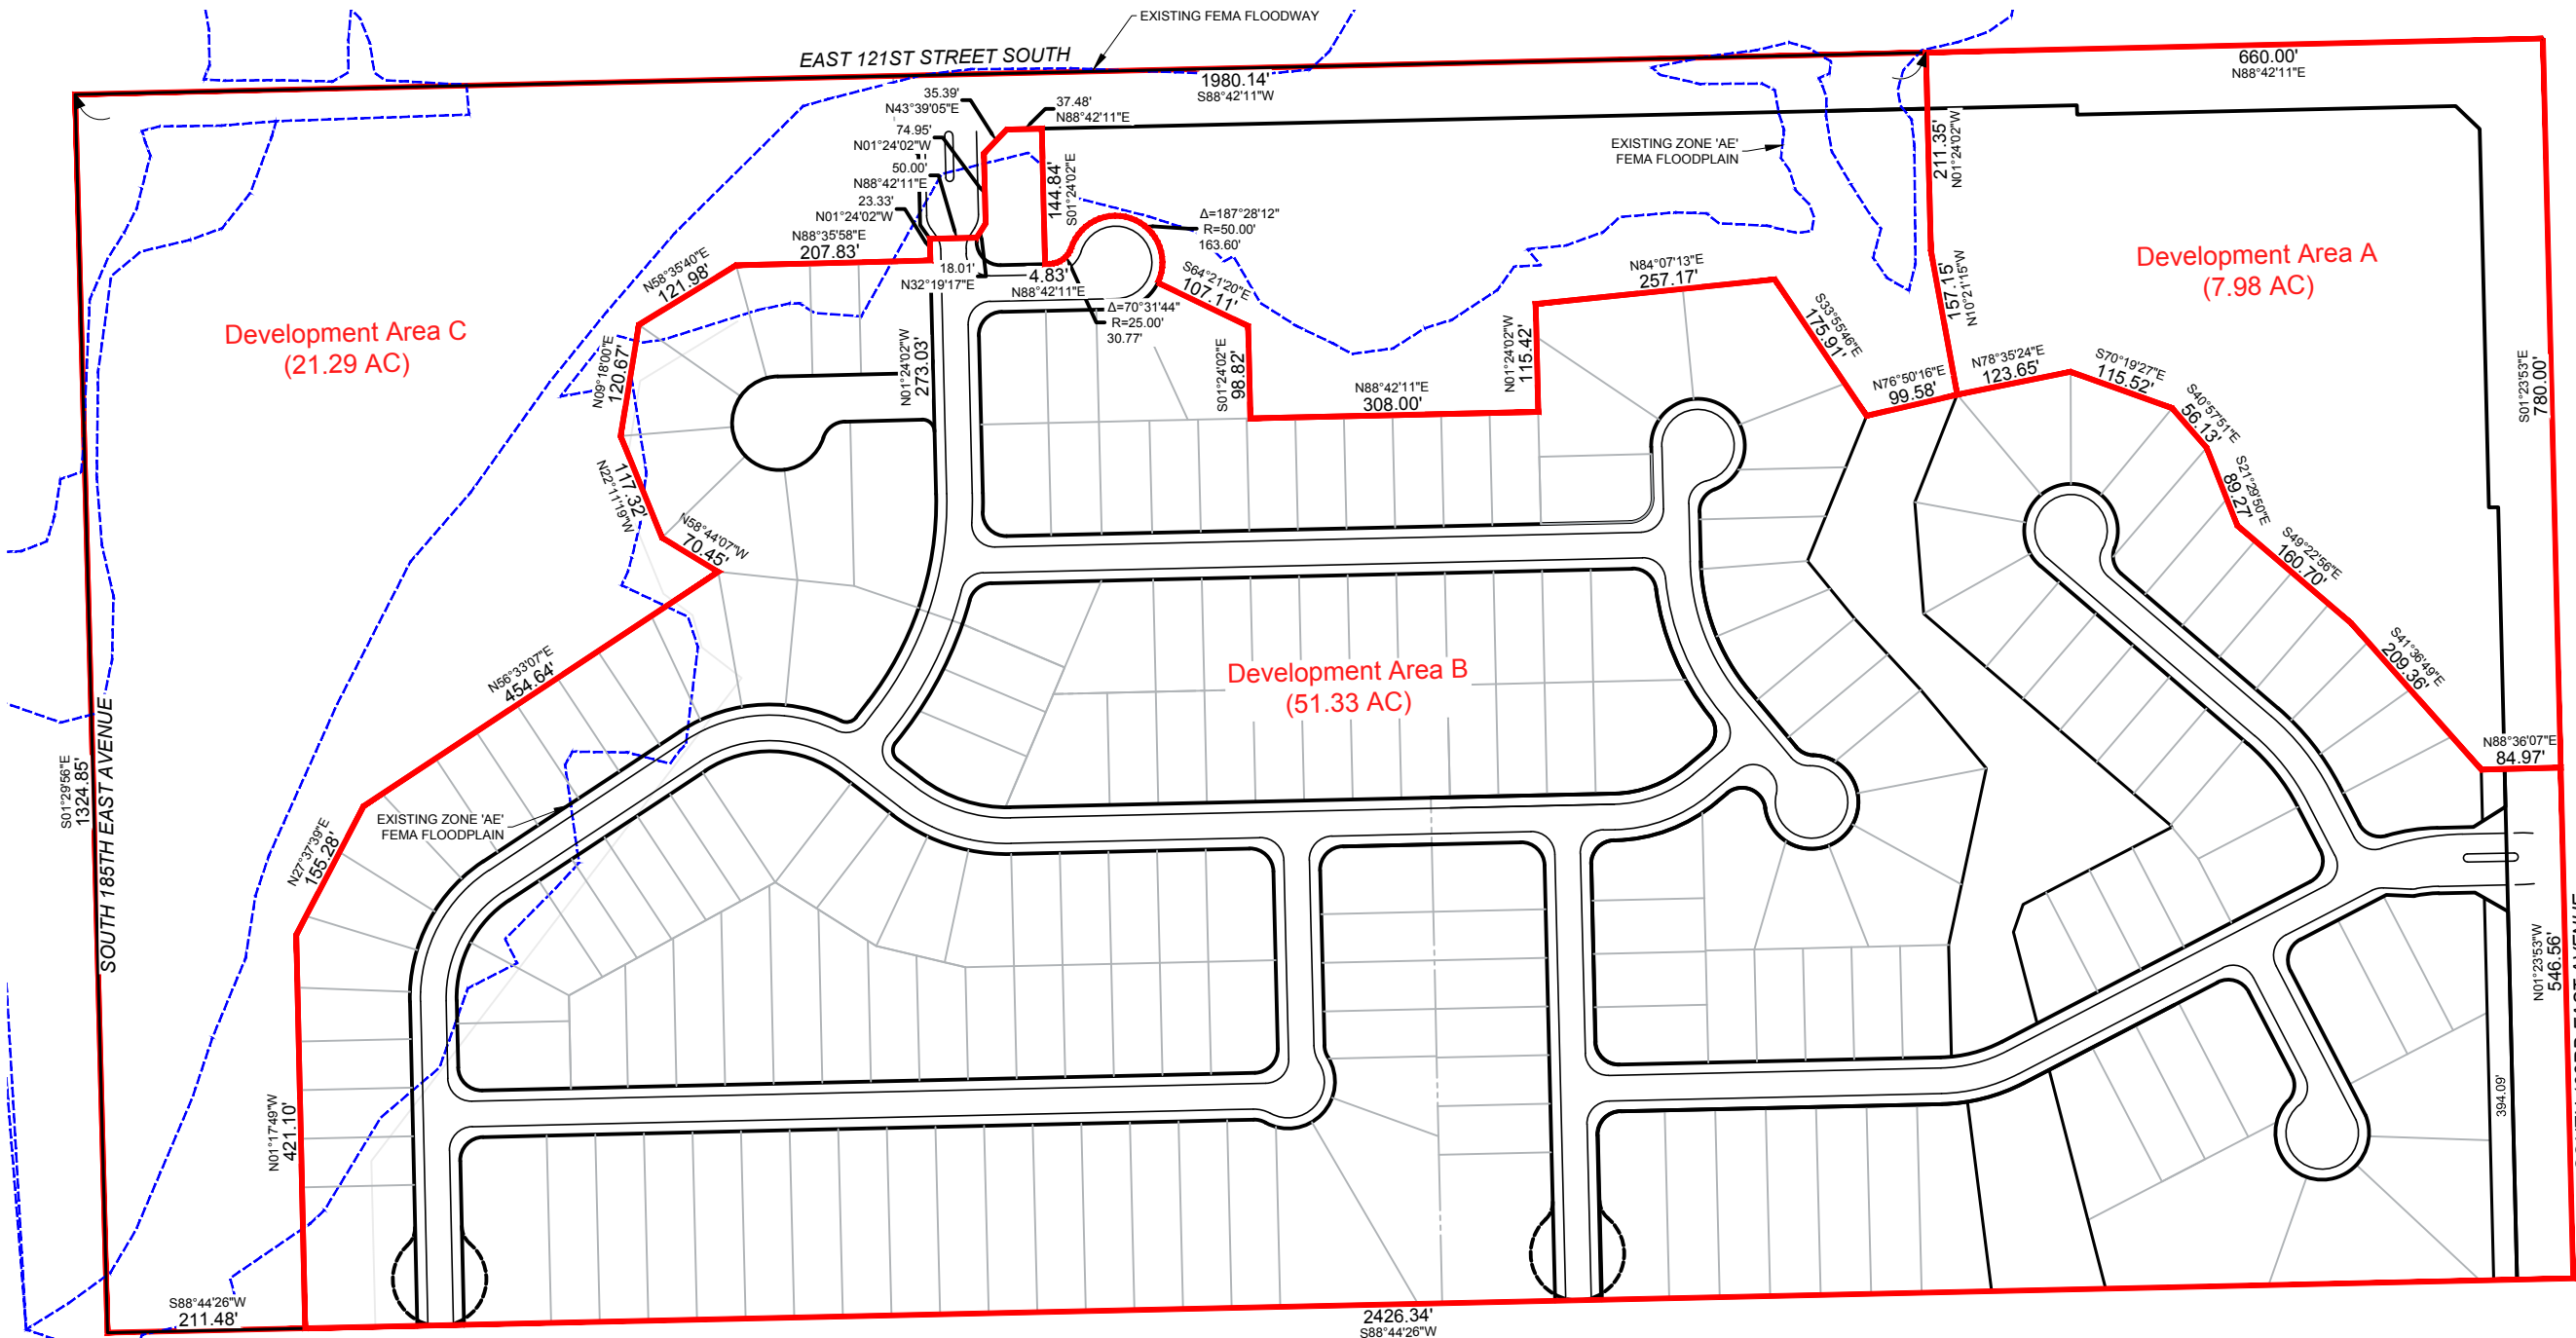 EXISTING FEMA FLOODWAY
EAST 121ST STREET SOUTH
1980.14'
S88°42'11"W
660.00'
N88°42'11"E
35.39'
N43°39'05"E
37.48'
N88°42'11"E
74.95'
N01°24'02"W
50.00'
N88°42'11"E
23.33'
N01°24'02"W
N88°35'58"E
207.83'
144.84'
S01°24'02"E
Δ=187°28'12"
R=50.00'
163.60'
EXISTING ZONE 'AE'
FEMA FLOODPLAIN
211.35'
N01°24'02"W
Development Area A
(7.98 AC)
18.01'
N32°19'17"E
4.83'
N88°42'11"E
Δ=70°31'44"
R=25.00'
30.77'
S64°21'20"E
107.11'
N84°07'13"E
257.17'
157.15
N10°21'15"W
N58°35'40"E
121.98'
Development Area C
(21.29 AC)
N09°18'00"E
120.67'
N01°24'02"W
273.03'
S01°24'02"E
98.82'
N88°42'11"E
308.00'
N01°24'02"W
115.42'
S33°55'46"E
175.91'
N76°50'16"E
99.58'
N78°35'24"E
123.65'
S70°19'27"E
115.52'
S40°57'51"E
56.13'
S21°29'50"E
89.27'
S01°23'53"E
780.00'
117.32'
N22°11'19"W
N58°44'07"W
70.45'
S49°22'56"E
160.70'
S41°36'49"E
209.36'
N56°33'07"E
454.64'
Development Area B
(51.33 AC)
N88°36'07"E
84.97'
S01°29'56"E
1324.85'
SOUTH 185TH EAST AVENUE
EXISTING ZONE 'AE'
FEMA FLOODPLAIN
N27°37'39"E
155.28'
N01°23'53"W
546.56'
N01°17'49"W
421.10'
394.09'
S88°44'26"W
211.48'
2426.34'
S88°44'26"W